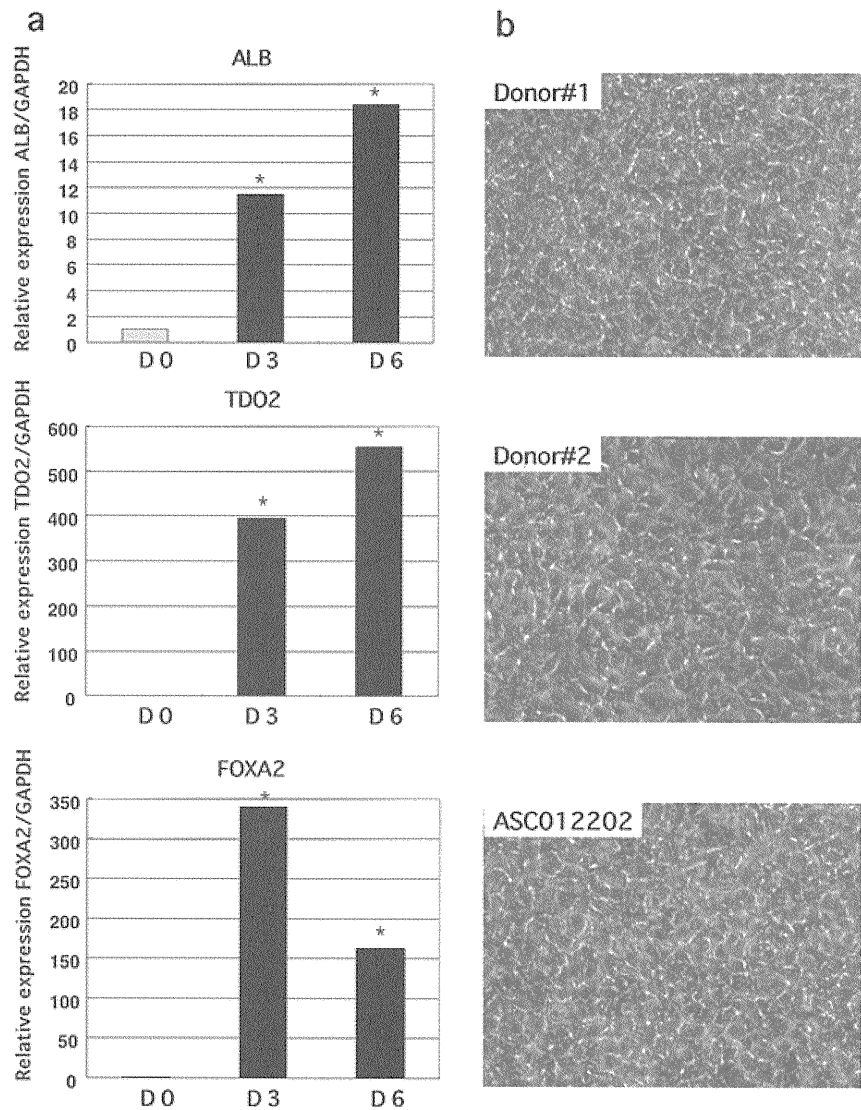 a
b
ALB
Relative expression ALB/GAPDH
20
18
16
14
12
10
8
6
4
2
0
*
*
D 0
D 3
D 6
Donor#1
TDO2
Relative expression TDO2/GAPDH
600
500
400
300
200
100
0
*
*
D 0
D 3
D 6
Donor#2
FOXA2
Relative expression FOXA2/GAPDH
350
300
250
200
150
100
50
0
*
*
D 0
D 3
D 6
ASC012202